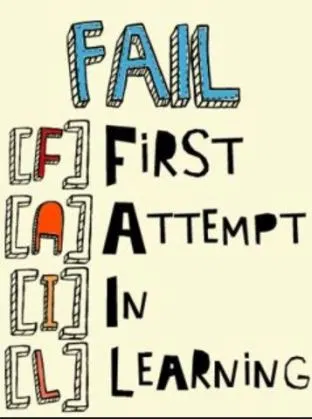 FAIL
[F] FiRST
[A] ATTEMPT
[I] IN
[L] LEARNING